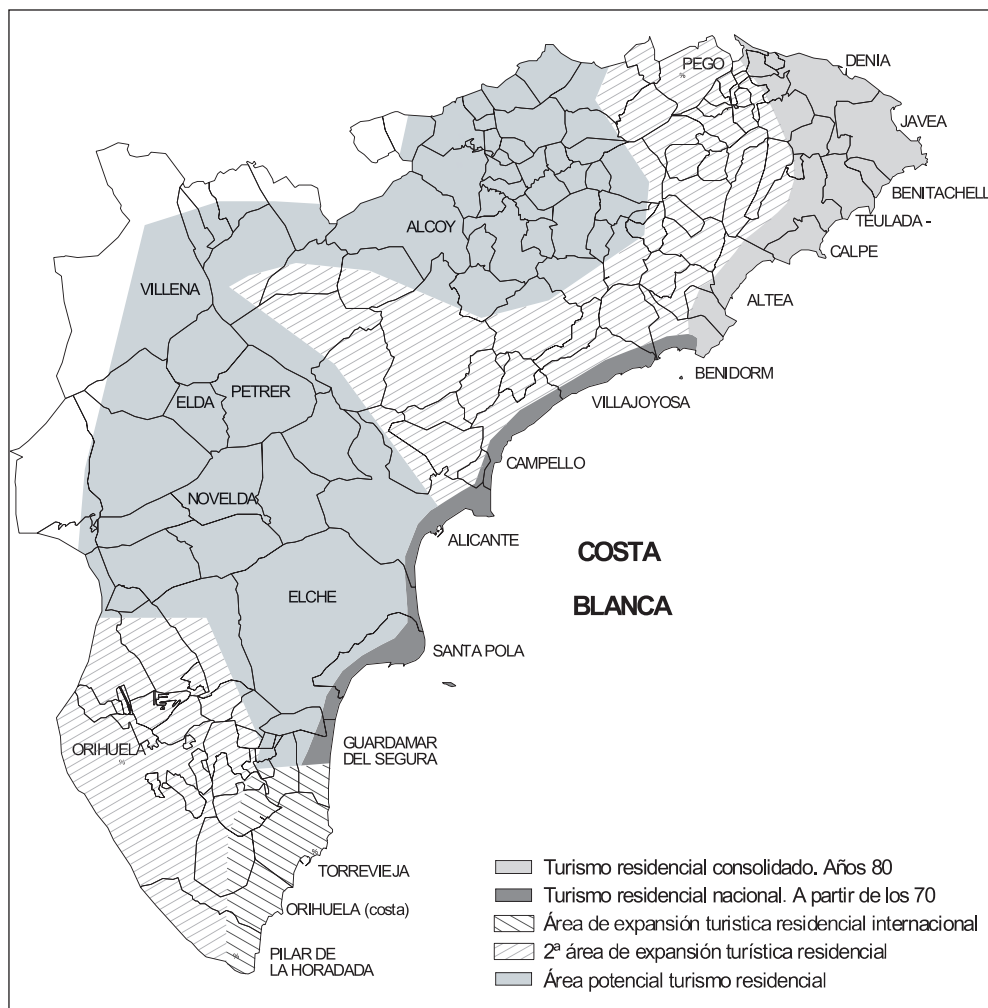 PEGO
DENIA
JAVEA
BENITACHELL
TEULADA -
CALPE
ALCOY
VILLENA
ALTEA
BENIDORM
PETRER
ELDA
VILLAJOYOSA
CAMPELLO
NOVELDA
ALICANTE
COSTA
BLANCA
ELCHE
SANTA POLA
ORIHUELA
GUARDAMAR
DEL SEGURA
TORREVIEJA
ORIHUELA (costa)
PILAR DE
LA HORADADA
Turismo residencial consolidado. Años 80
Turismo residencial nacional. A partir de los 70
Área de expansión turistica residencial internacional
2ª área de expansión turística residencial
Área potencial turismo residencial